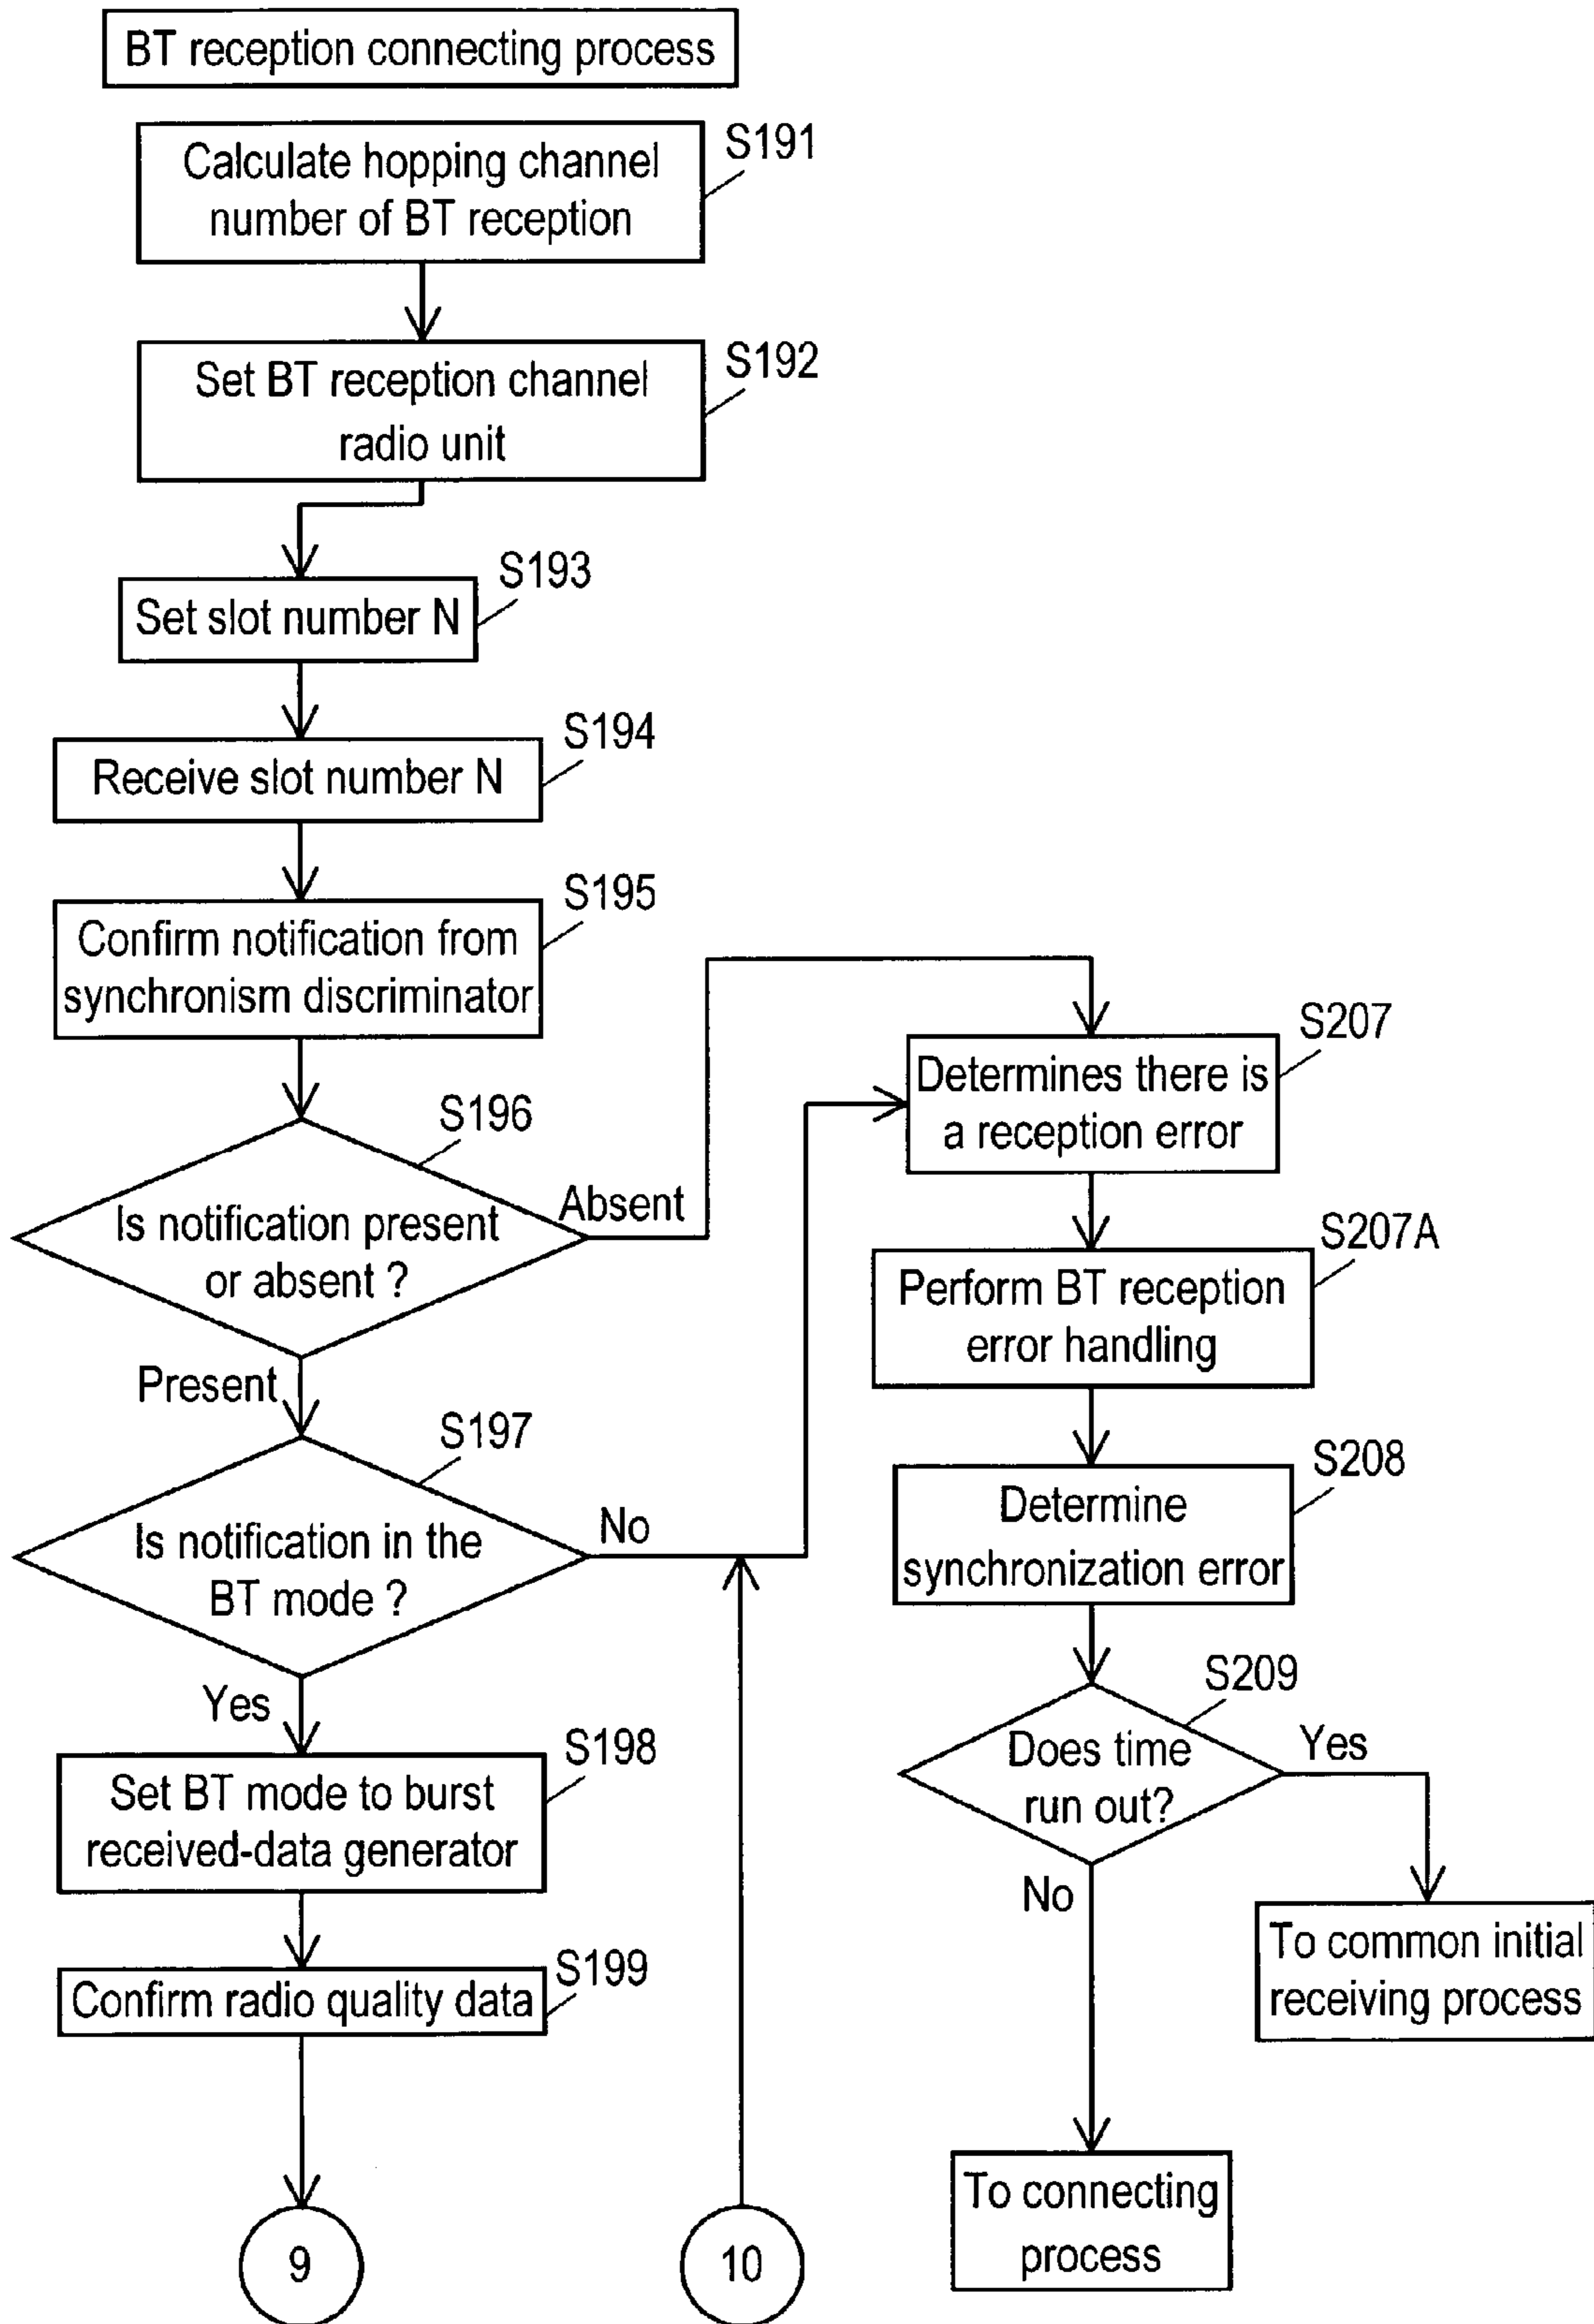 BT reception connecting process
S191
Calculate hopping channel
number of BT reception
S192
Set BT reception channel
radio unit
S193
Set slot number N
S194
Receive slot number N
S195
Confirm notification from
synchronism discriminator
S196
Is notification present
or absent ?
Absent
Present
S197
Is notification in the
BT mode ?
No
Yes
S198
Set BT mode to burst
received-data generator
S199
Confirm radio quality data
9
10
S207
Determines there is
a reception error
S207A
Perform BT reception
error handling
S208
Determine
synchronization error
S209
Does time
run out?
Yes
No
To common initial
receiving process
To connecting
process